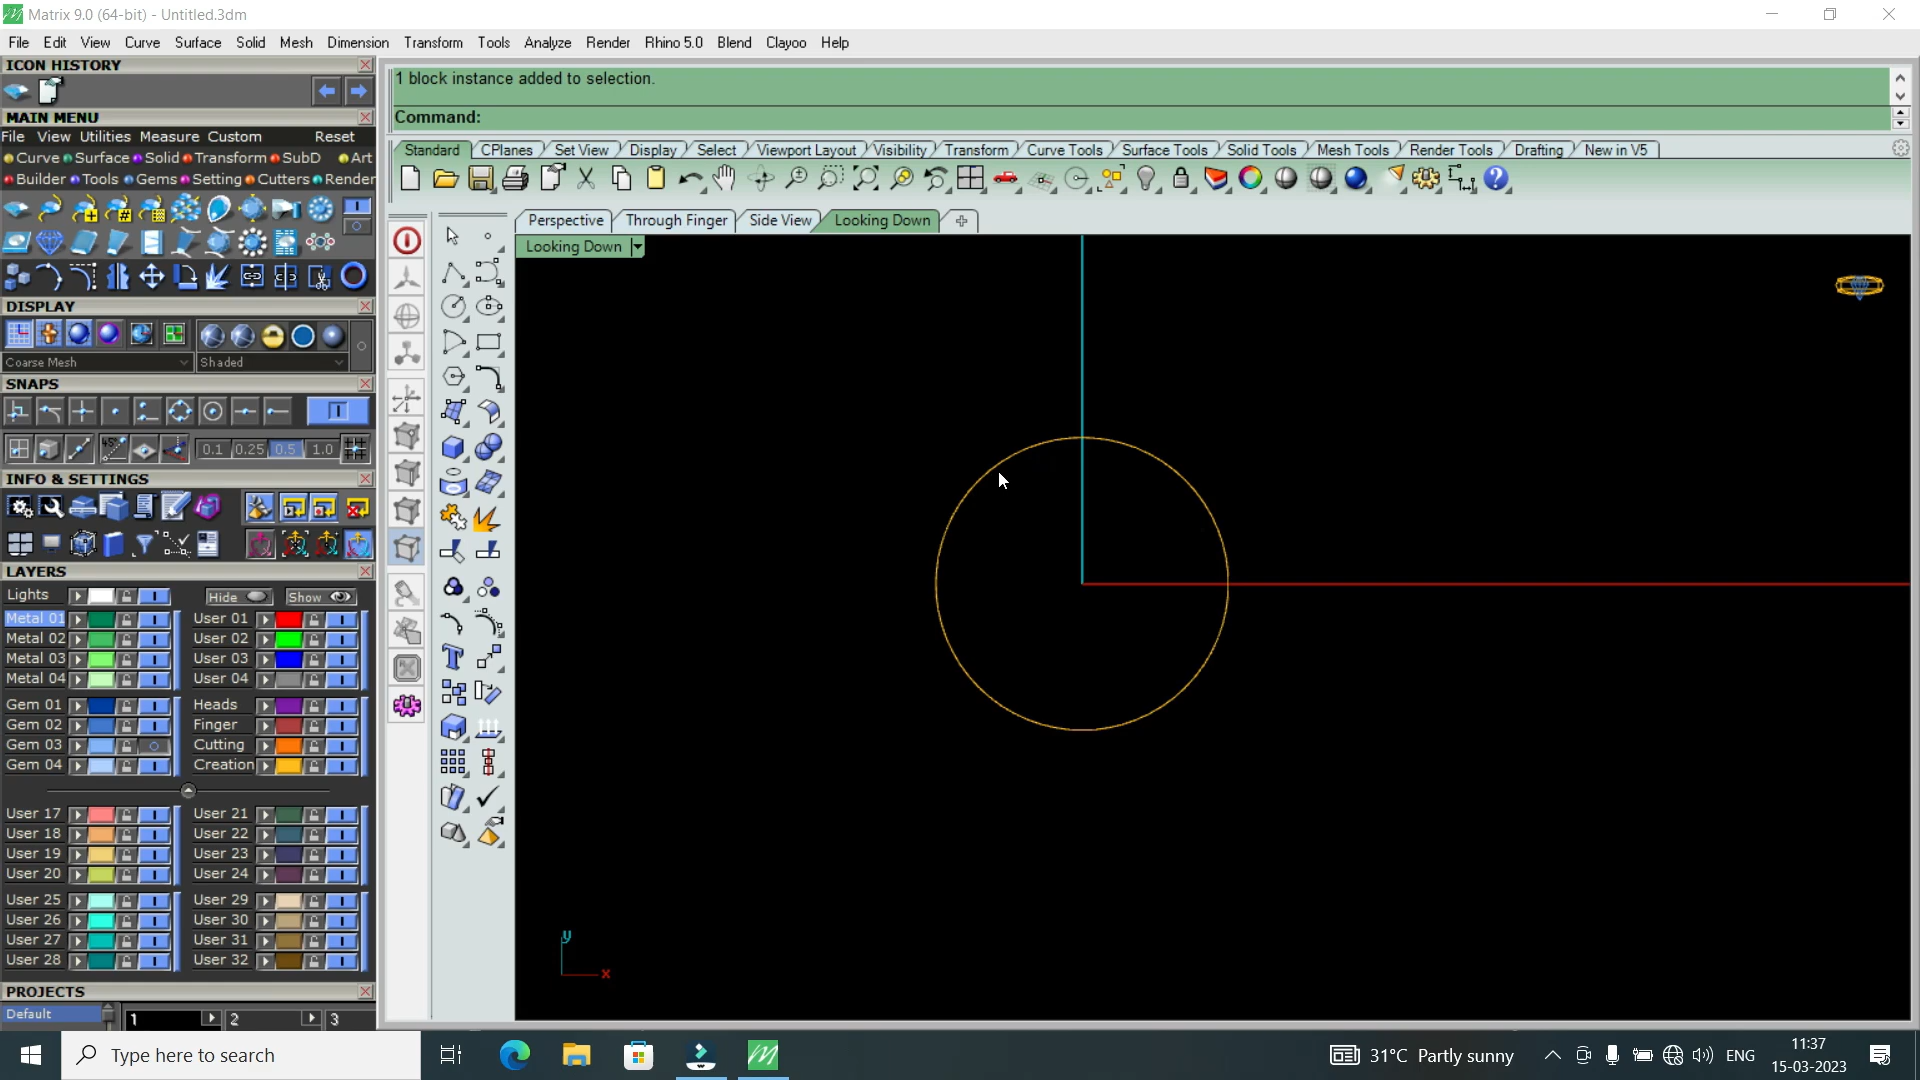 Matrix 9.0 (64-bit) - Untitled.3dm
File Edit View Curve Surface Solid Mesh Dimension Transform Tools Analyze Render Rhino 5.0 Blend Clayoo Help
ICON HISTORY
MAIN MENU
File View Utilities Measure Custom Reset
Curve Surface Solid Transform SubD Art
Builder Tools Gems Setting Cutters Render
DISPLAY
Coarse Mesh Shaded
SNAPS
0.1 0.25 0.5 1.0
INFO & SETTINGS
LAYERS
Lights Hide Show
Metal 01 User 01
Metal 02 User 02
Metal 03 User 03
Metal 04 User 04
Gem 01 Heads
Gem 02 Finger
Gem 03 Cutting
Gem 04 Creation
User 17 User 21
User 18 User 22
User 19 User 23
User 20 User 24
User 25 User 29
User 26 User 30
User 27 User 31
User 28 User 32
PROJECTS
Default 1 2 3
1 block instance added to selection.
Command:
Standard CPlanes Set View Display Select Viewport Layout Visibility Transform Curve Tools Surface Tools Solid Tools Mesh Tools Render Tools Drafting New in V5
Perspective Through Finger Side View Looking Down
Looking Down
y
x
Type here to search
31°C Partly sunny
ENG
11:37
15-03-2023